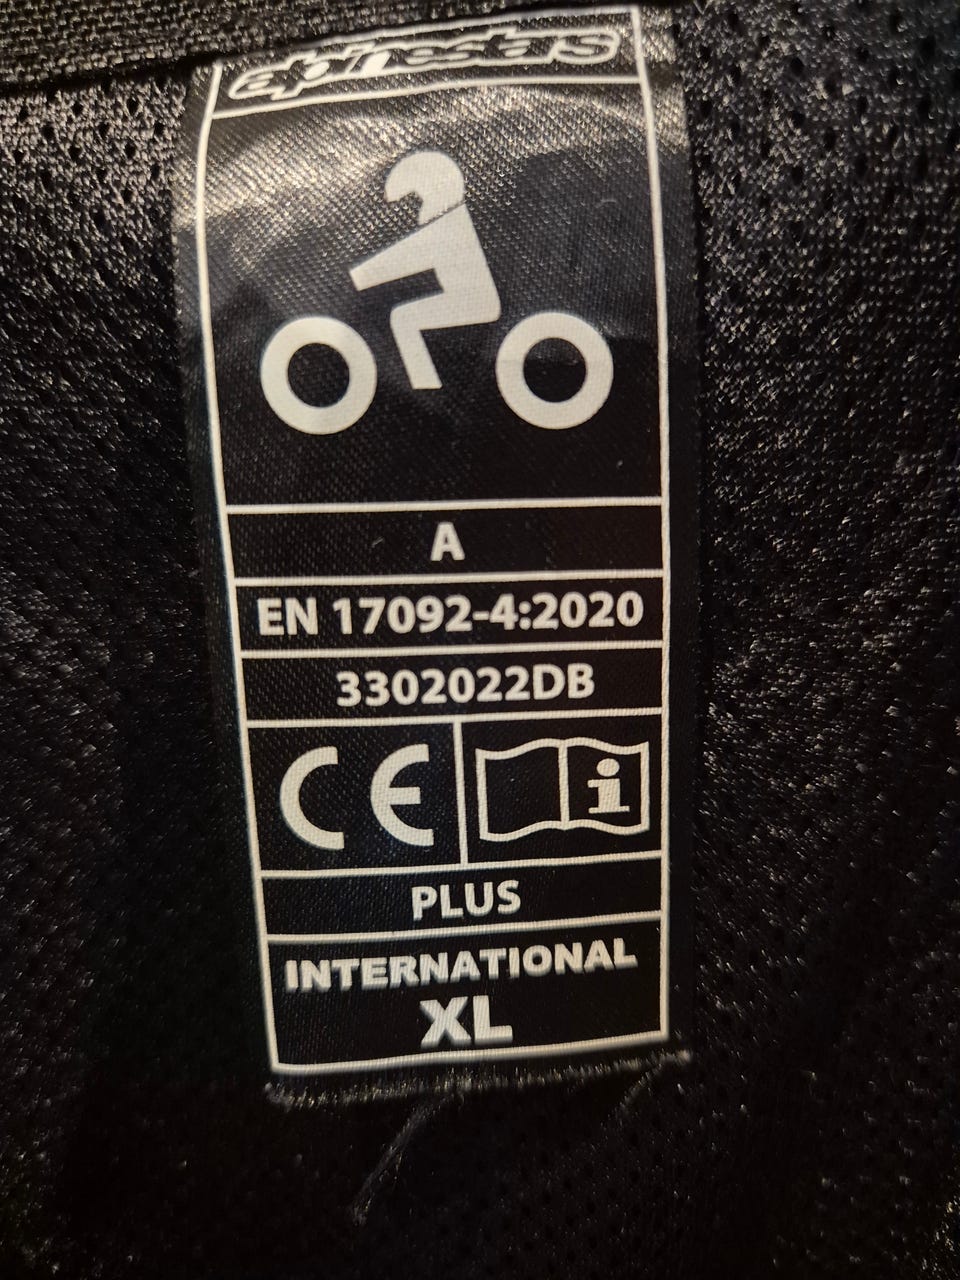 alpinestars
A
EN 17092-4:2020
3302022DB
CE
i
PLUS
INTERNATIONAL
XL